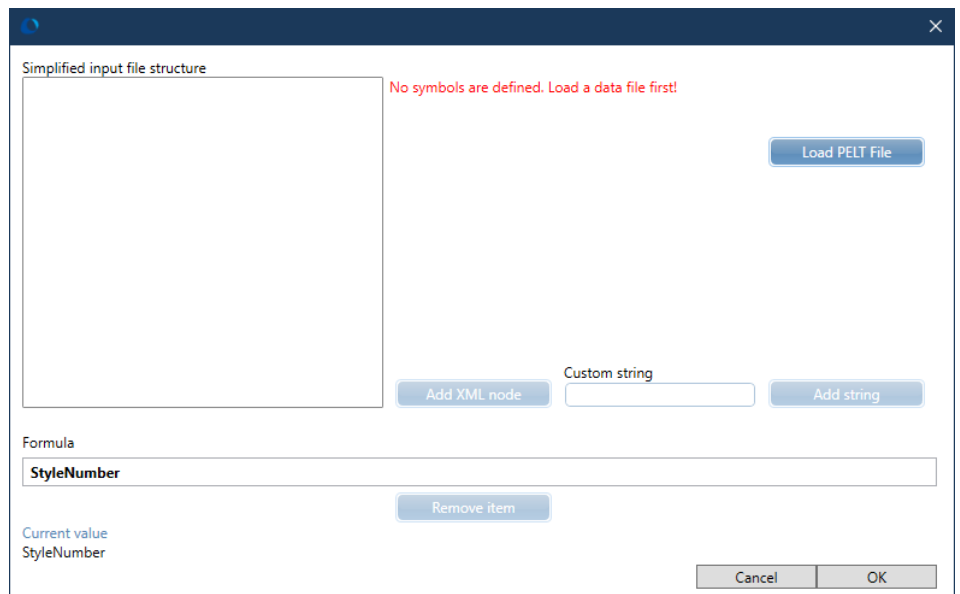 Simplified input file structure
No symbols are defined. Load a data file first!
Load PELT File
Custom string
Add XML node
Add string
Formula
StyleNumber
Remove item
Current value
StyleNumber
Cancel
OK